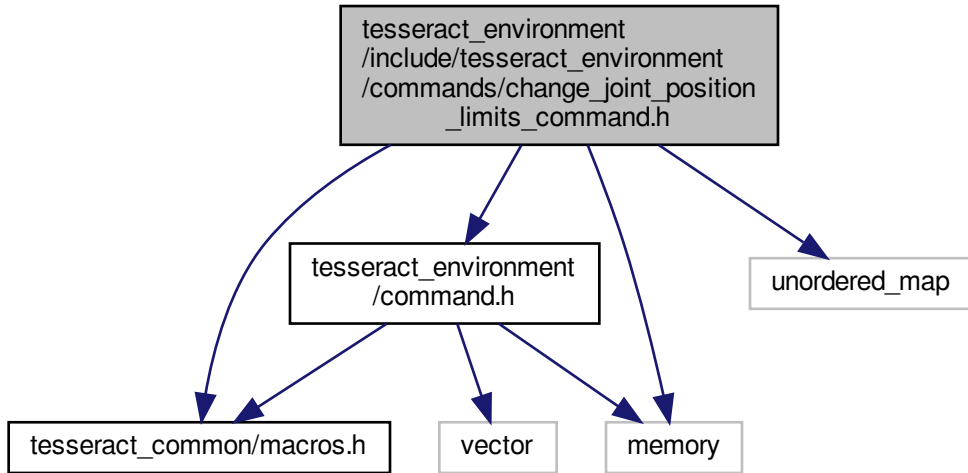 tesseract_environment
/include/tesseract_environment
/commands/change_joint_position
_limits_command.h
tesseract_environment
/command.h
unordered_map
tesseract_common/macros.h
vector
memory